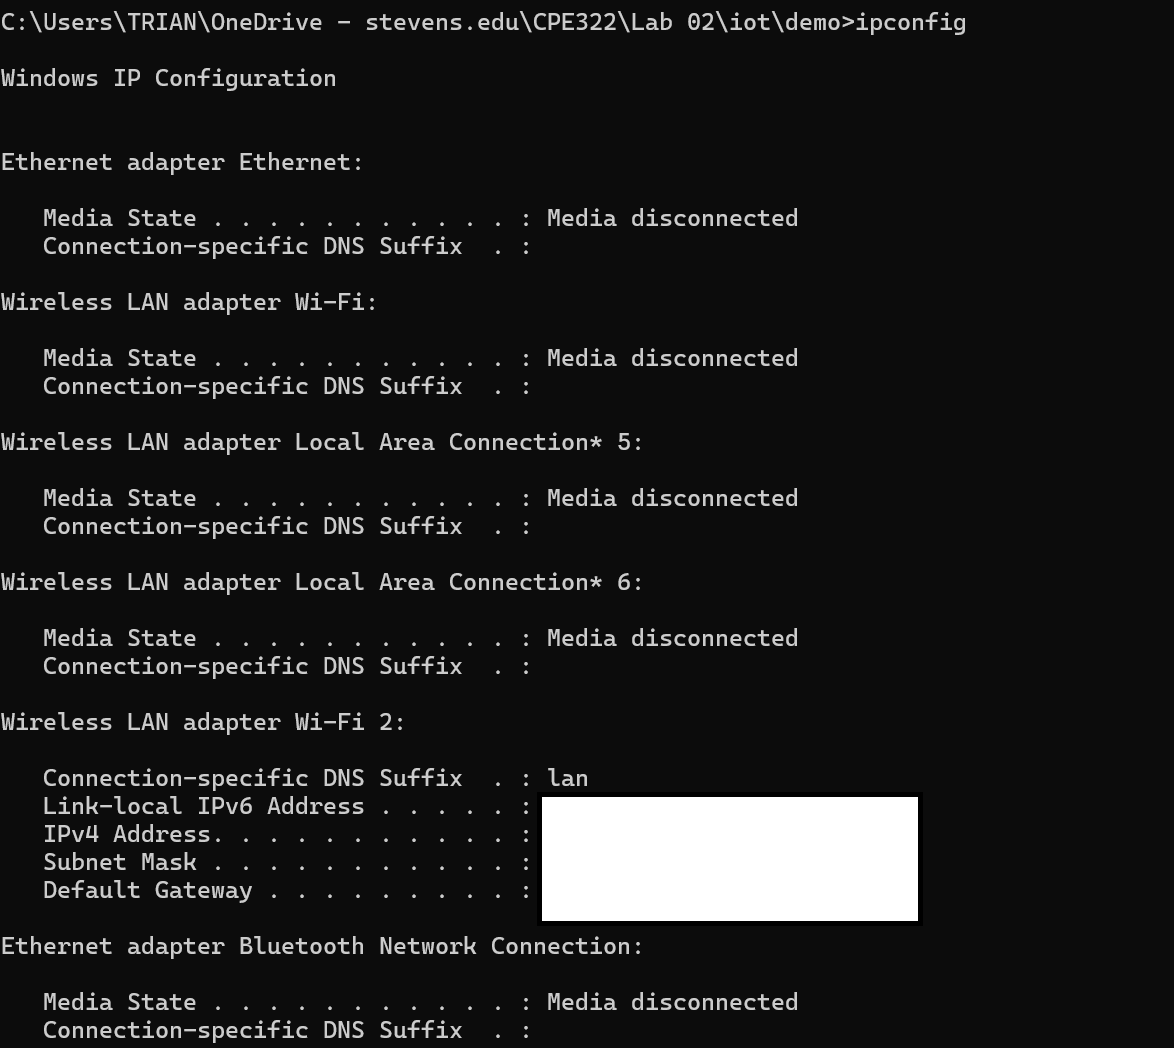 C:\Users\TRIAN\OneDrive - stevens.edu\CPE322\Lab 02\iot\demo>ipconfig
Windows IP Configuration
Ethernet adapter Ethernet:
   Media State . . . . . . . . . . . : Media disconnected
   Connection-specific DNS Suffix  . :
Wireless LAN adapter Wi-Fi:
   Media State . . . . . . . . . . . : Media disconnected
   Connection-specific DNS Suffix  . :
Wireless LAN adapter Local Area Connection* 5:
   Media State . . . . . . . . . . . : Media disconnected
   Connection-specific DNS Suffix  . :
Wireless LAN adapter Local Area Connection* 6:
   Media State . . . . . . . . . . . : Media disconnected
   Connection-specific DNS Suffix  . :
Wireless LAN adapter Wi-Fi 2:
   Connection-specific DNS Suffix  . : lan
   Link-local IPv6 Address . . . . . :
   IPv4 Address. . . . . . . . . . . :
   Subnet Mask . . . . . . . . . . . :
   Default Gateway . . . . . . . . . :
Ethernet adapter Bluetooth Network Connection:
   Media State . . . . . . . . . . . : Media disconnected
   Connection-specific DNS Suffix  . :